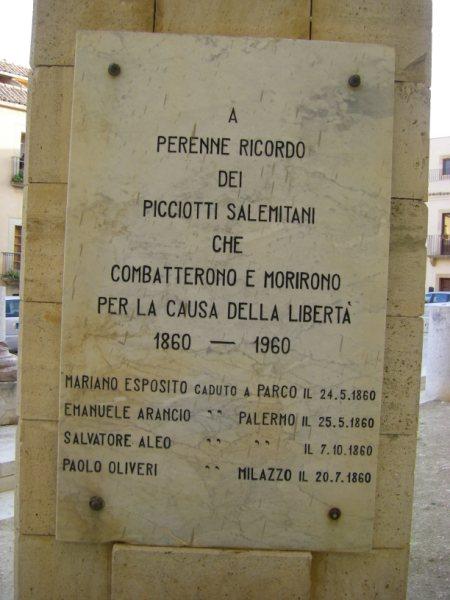 A
PERENNE RICORDO
DEI
PICCIOTTI SALEMITANI
CHE
COMBATTERONO E MORIRONO
PER LA CAUSA DELLA LIBERTÀ
1860 — 1960
MARIANO ESPOSITO CADUTO A PARCO IL 24.5.1860
EMANUELE ARANCIO " " PALERMO IL 25.5.1860
SALVATORE ALEO " " " " IL 7.10.1860
PAOLO OLIVERI " " MILAZZO IL 20.7.1860